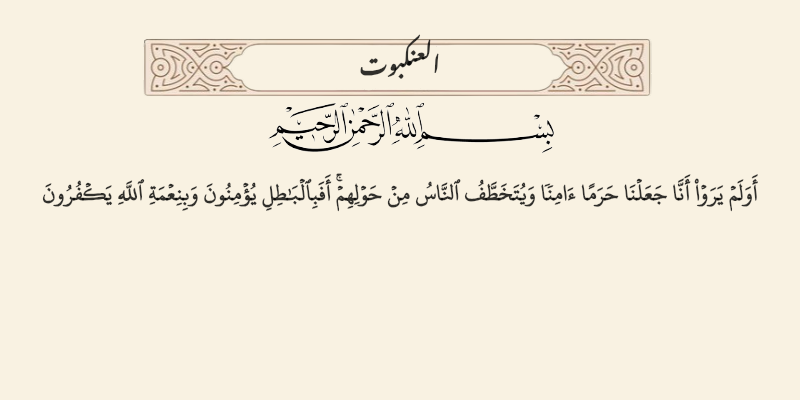 العنكبوت
بِسْمِ ٱللَّهِ ٱلرَّحْمَٰنِ ٱلرَّحِيمِ
أَوَلَمْ يَرَوْا۟ أَنَّا جَعَلْنَا حَرَمًا ءَامِنًا وَيُتَخَطَّفُ ٱلنَّاسُ مِنْ حَوْلِهِمْ ۚ أَفَبِٱلْبَـٰطِلِ يُؤْمِنُونَ وَبِنِعْمَةِ ٱللَّهِ يَكْفُرُونَ